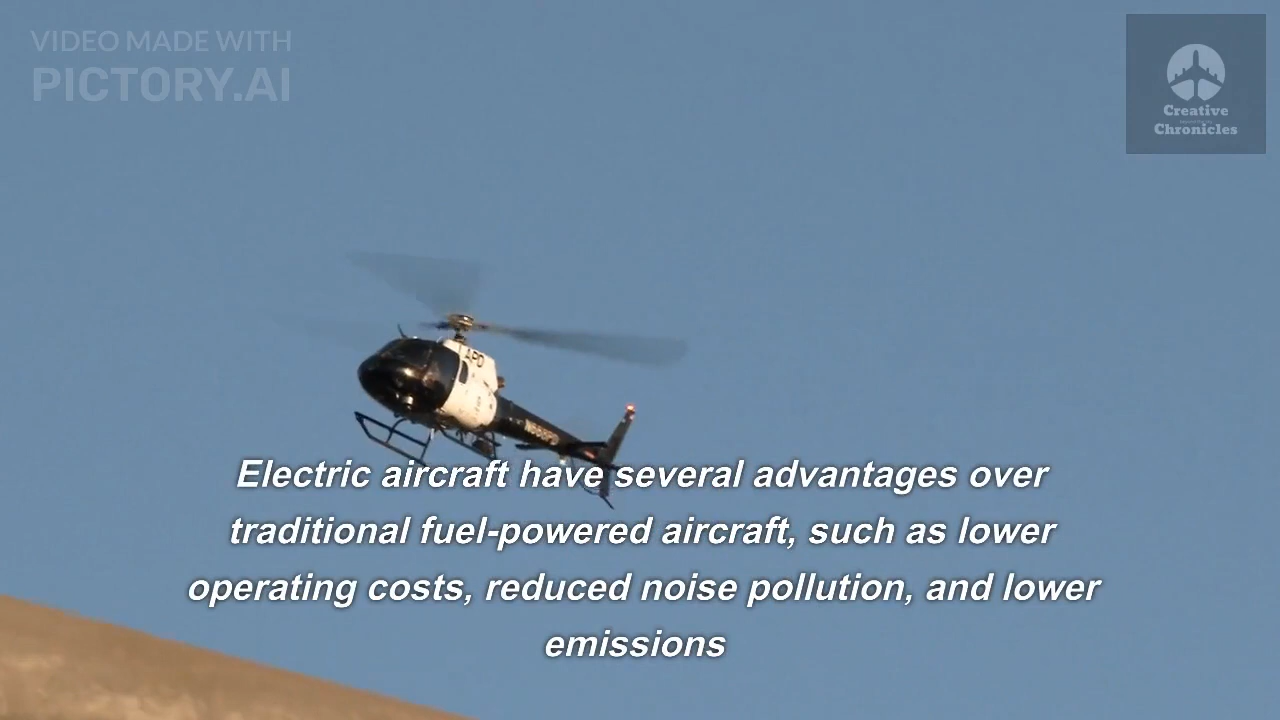 VIDEO MADE WITH
PICTORY.AI
Creative
Chronicles
APD
Electric aircraft have several advantages over
traditional fuel-powered aircraft, such as lower
operating costs, reduced noise pollution, and lower
emissions